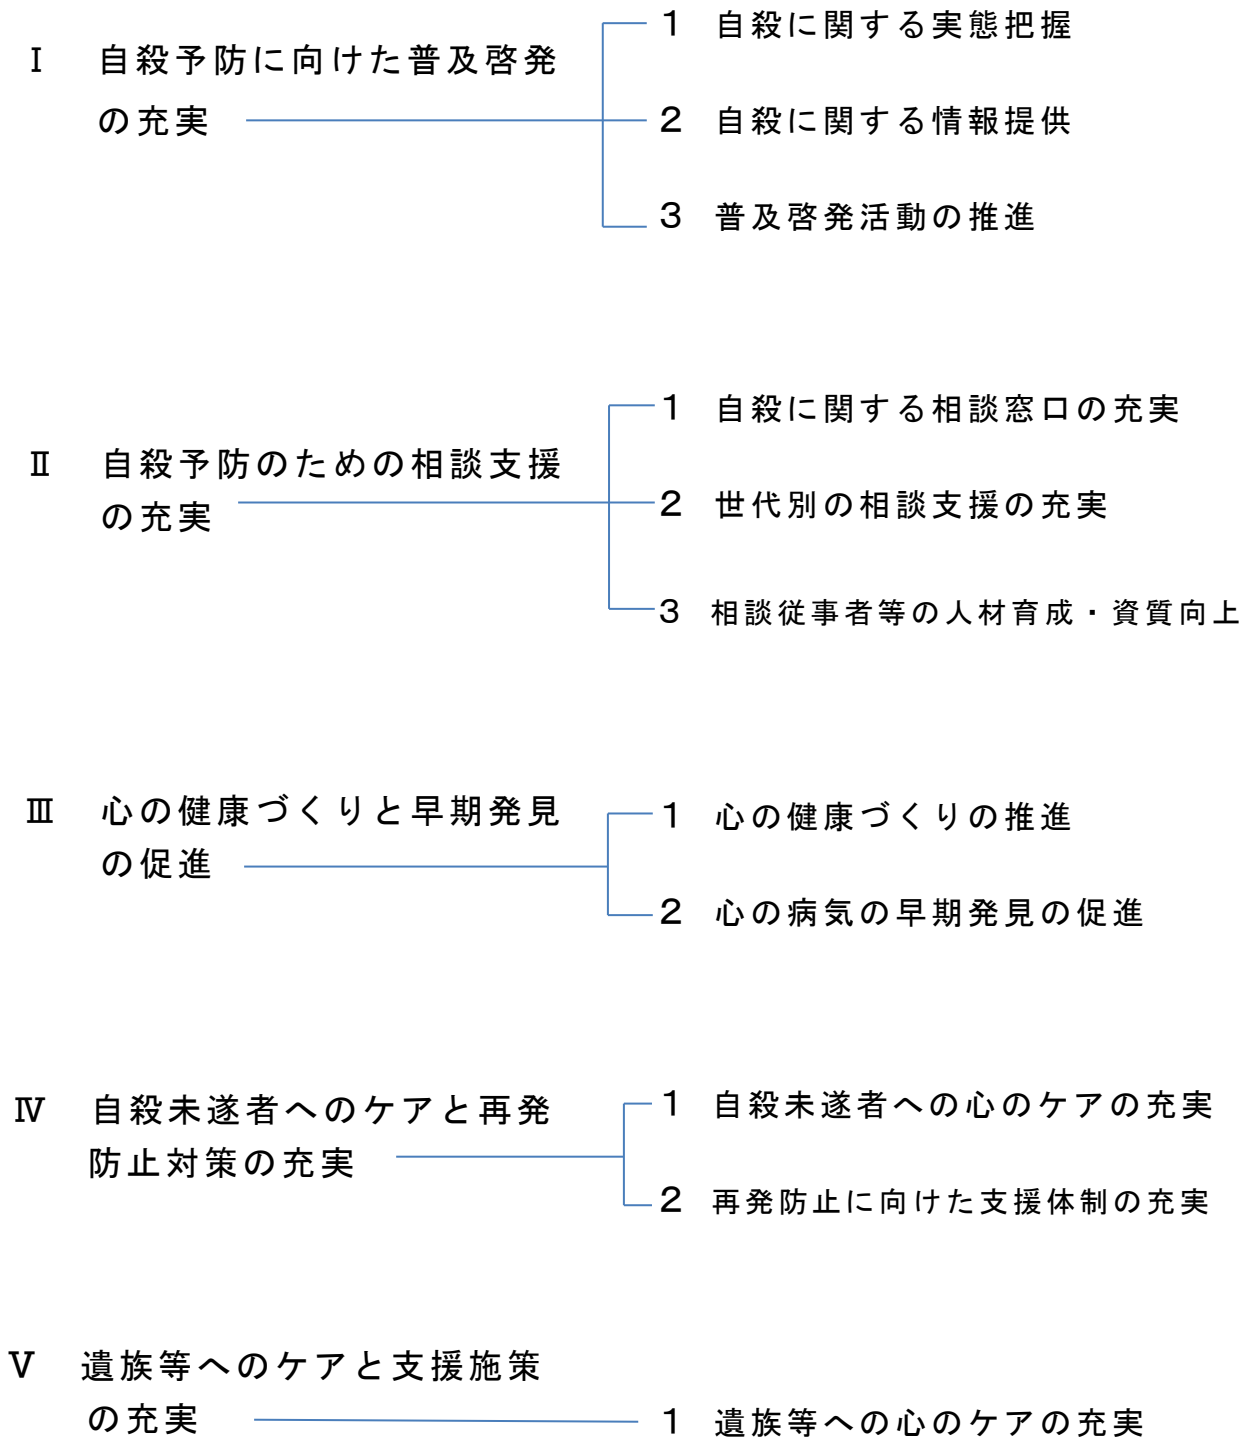 Ⅰ 自殺予防に向けた普及啓発
の充実
1 自殺に関する実態把握
2 自殺に関する情報提供
3 普及啓発活動の推進
Ⅱ 自殺予防のための相談支援
の充実
1 自殺に関する相談窓口の充実
2 世代別の相談支援の充実
3 相談従事者等の人材育成・資質向上
Ⅲ 心の健康づくりと早期発見
の促進
1 心の健康づくりの推進
2 心の病気の早期発見の促進
Ⅳ 自殺未遂者へのケアと再発
防止対策の充実
1 自殺未遂者への心のケアの充実
2 再発防止に向けた支援体制の充実
Ⅴ 遺族等へのケアと支援施策
の充実
1 遺族等への心のケアの充実